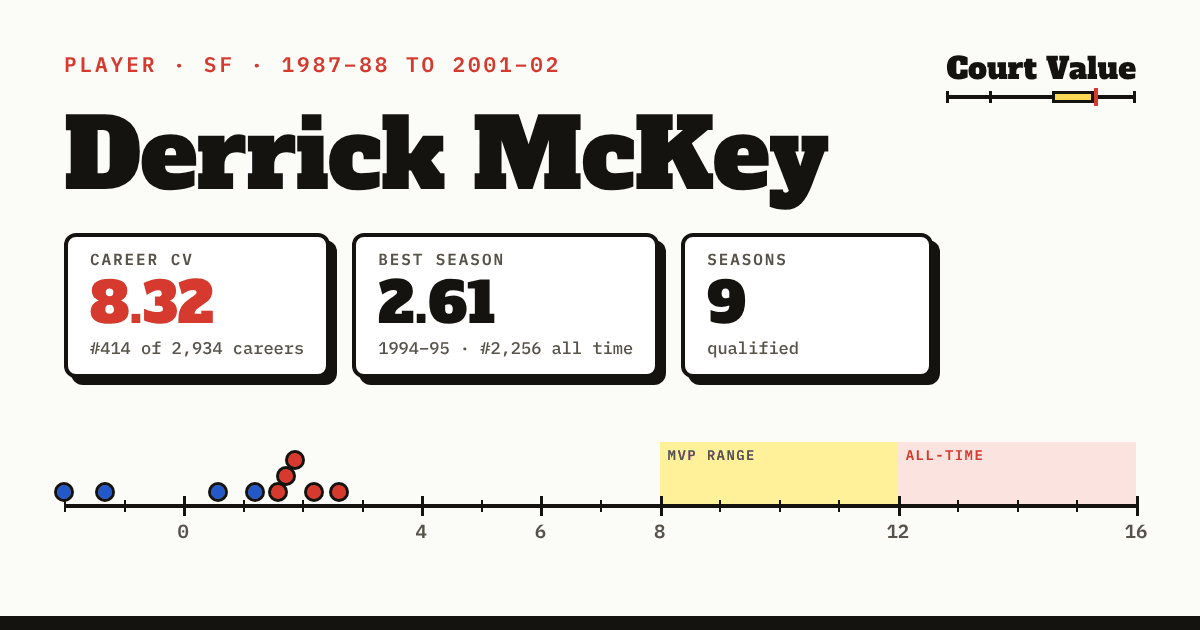 PLAYER · SF · 1987–88 TO 2001–02
Court Value
Derrick McKey
CAREER CV
8.32
#414 of 2,934 careers
BEST SEASON
2.61
1994–95 · #2,256 all time
SEASONS
9
qualified
MVP RANGE
ALL-TIME
0 4 6 8 12 16